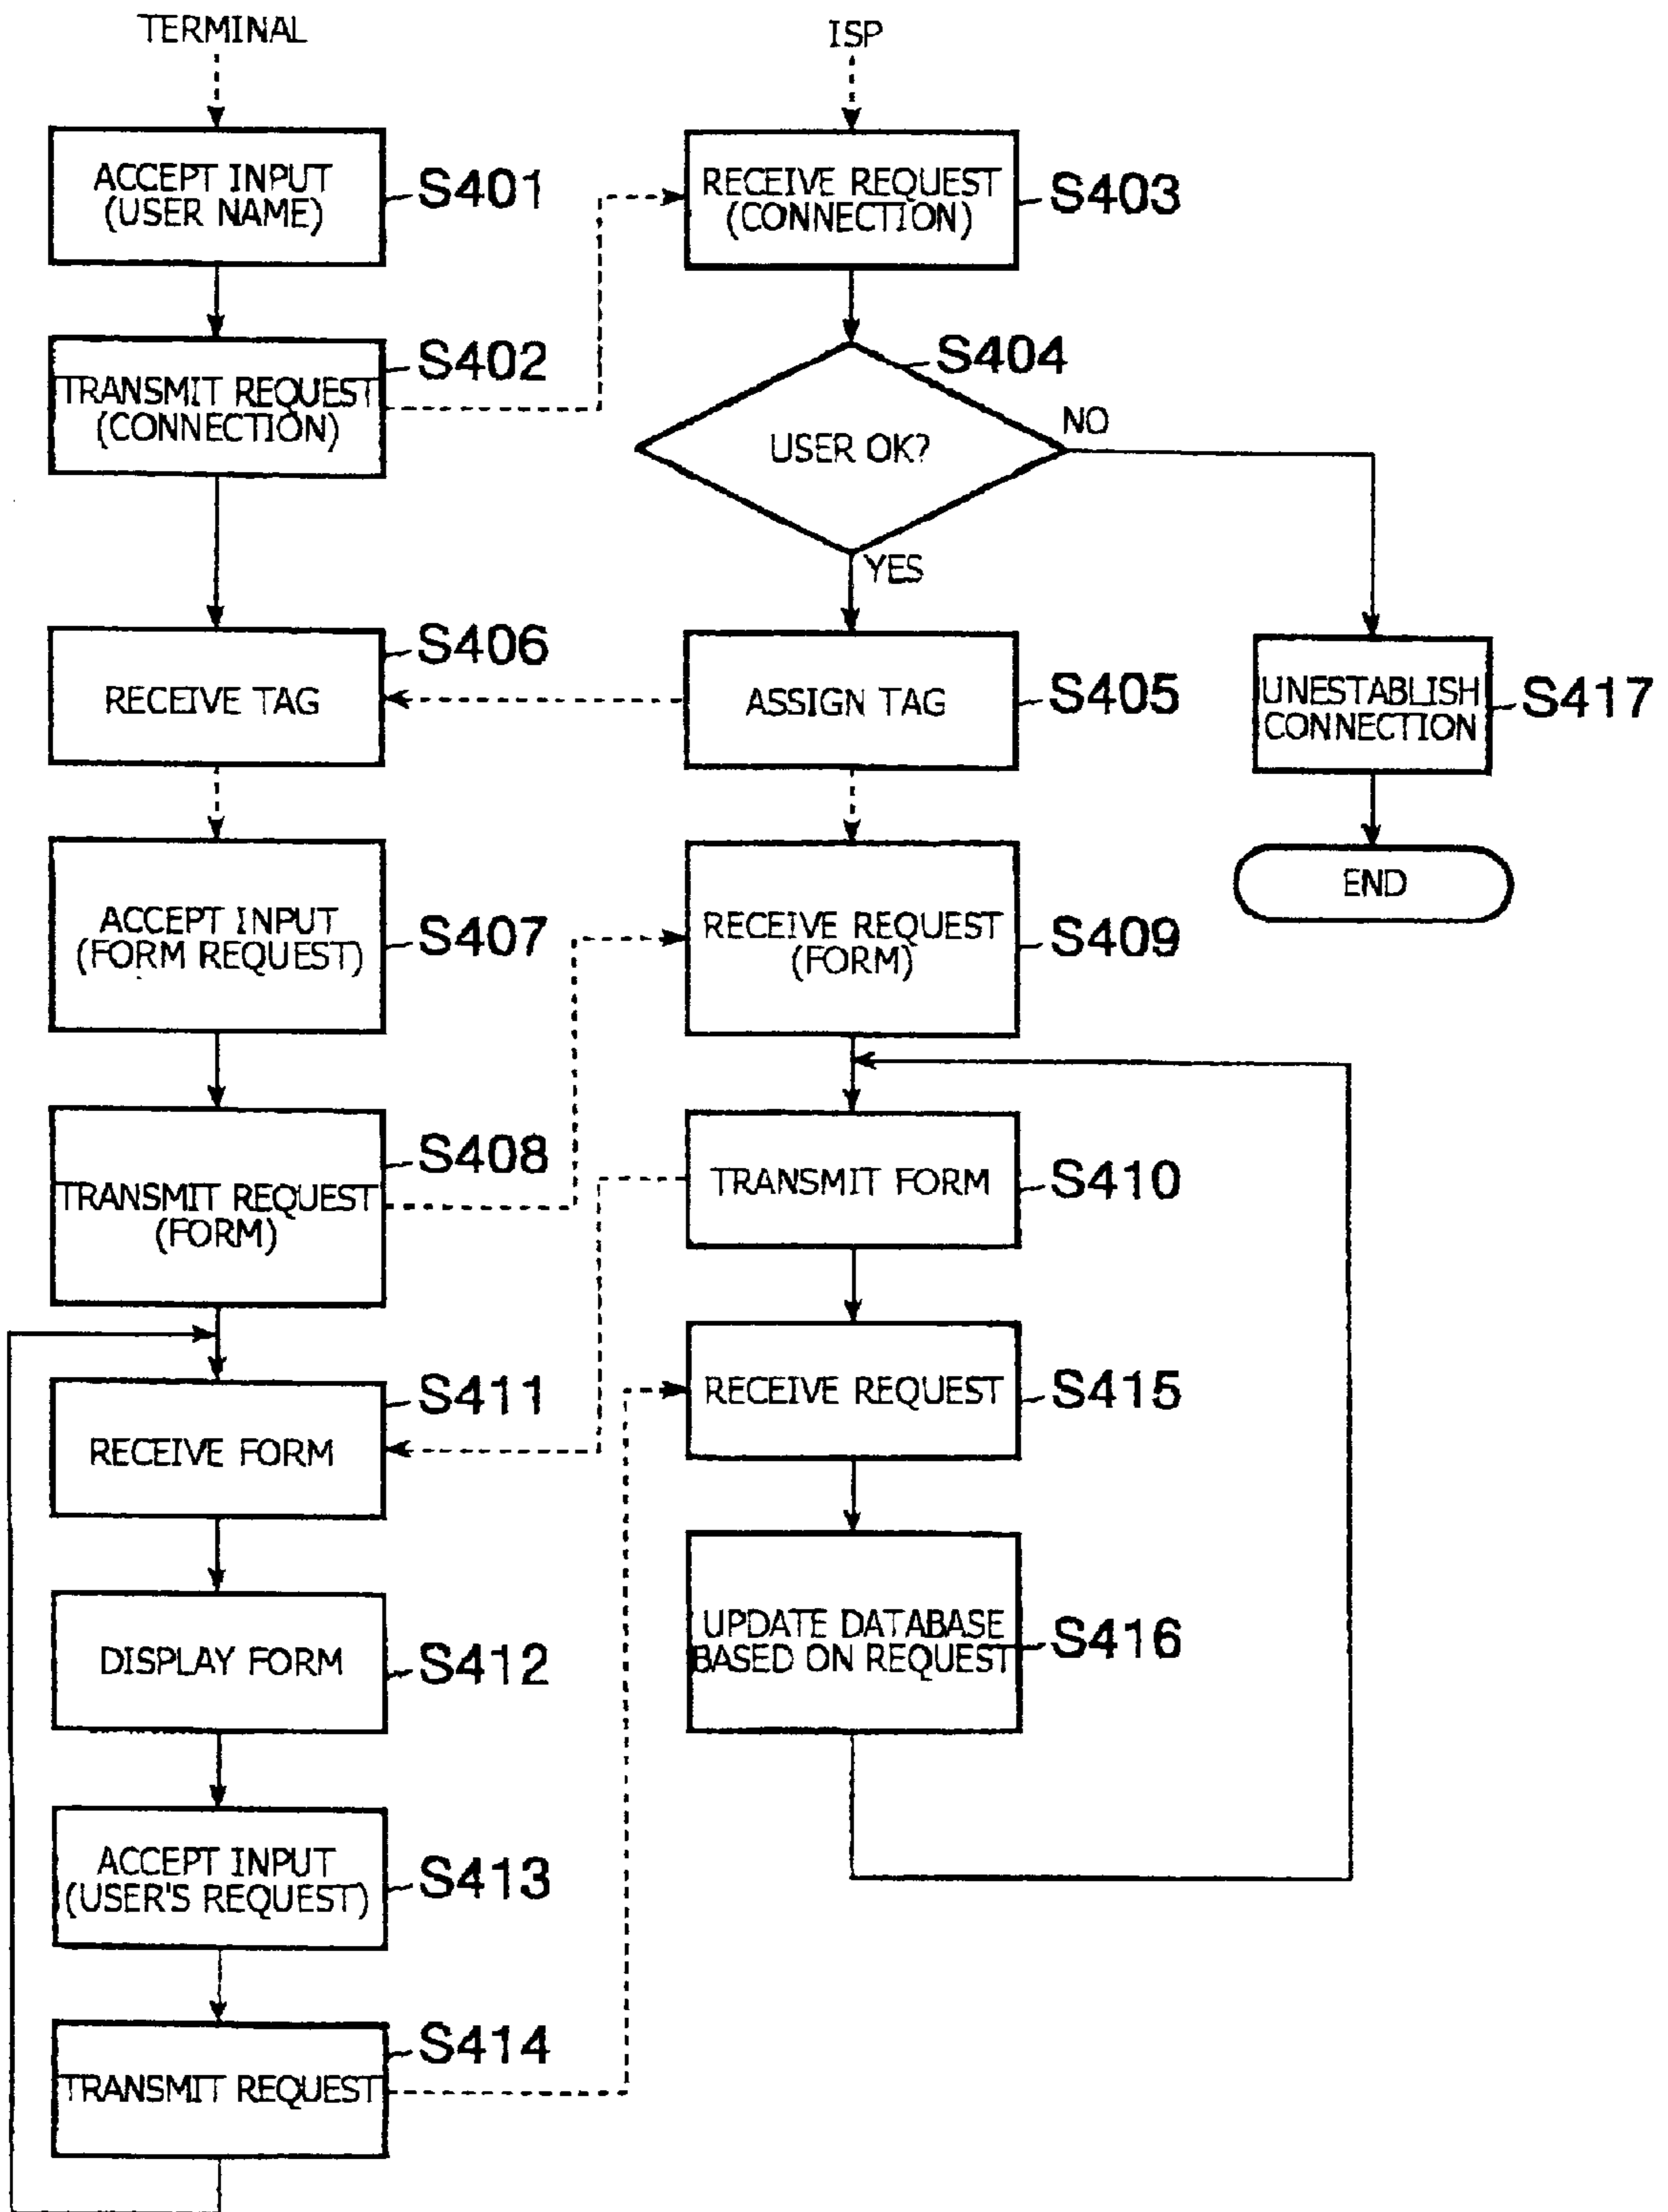 TERMINAL
ISP
ACCEPT INPUT
(USER NAME)
S401
RECEIVE REQUEST
(CONNECTION)
S403
TRANSMIT REQUEST
(CONNECTION)
S402
S404
USER OK?
NO
YES
RECEIVE TAG
S406
ASSIGN TAG
S405
UNESTABLISH
CONNECTION
S417
ACCEPT INPUT
(FORM REQUEST)
S407
RECEIVE REQUEST
(FORM)
S409
END
TRANSMIT REQUEST
(FORM)
S408
TRANSMIT FORM
S410
RECEIVE FORM
S411
RECEIVE REQUEST
S415
DISPLAY FORM
S412
UPDATE DATABASE
BASED ON REQUEST
S416
ACCEPT INPUT
(USER'S REQUEST)
S413
TRANSMIT REQUEST
S414